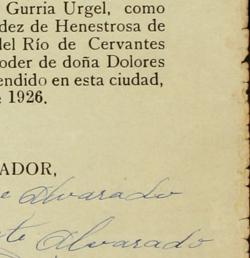 Gurria Urgel, como
dez de Henestrosa de
del Río de Cervantes
oder de doña Dolores
endido en esta ciudad,
1926.
ADOR,
e Alvarado
te Alvarado